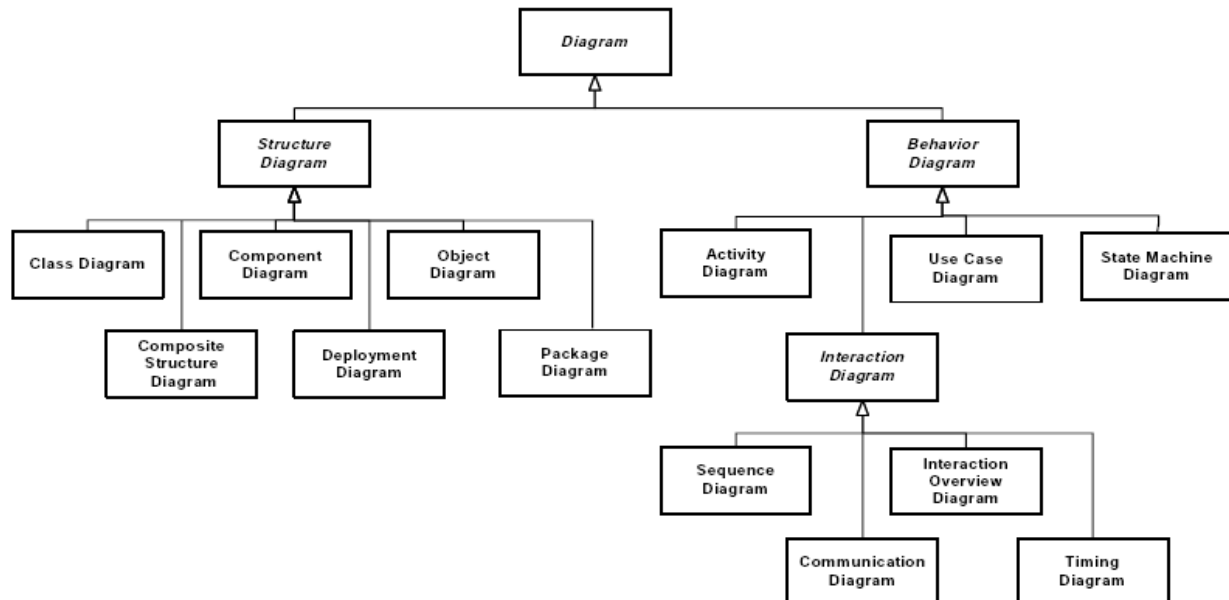 Diagram
Structure
Diagram
Behavior
Diagram
Class Diagram
Component
Diagram
Object
Diagram
Activity
Diagram
Use Case
Diagram
State Machine
Diagram
Composite
Structure
Diagram
Deployment
Diagram
Package
Diagram
Interaction
Diagram
Sequence
Diagram
Interaction
Overview
Diagram
Communication
Diagram
Timing
Diagram